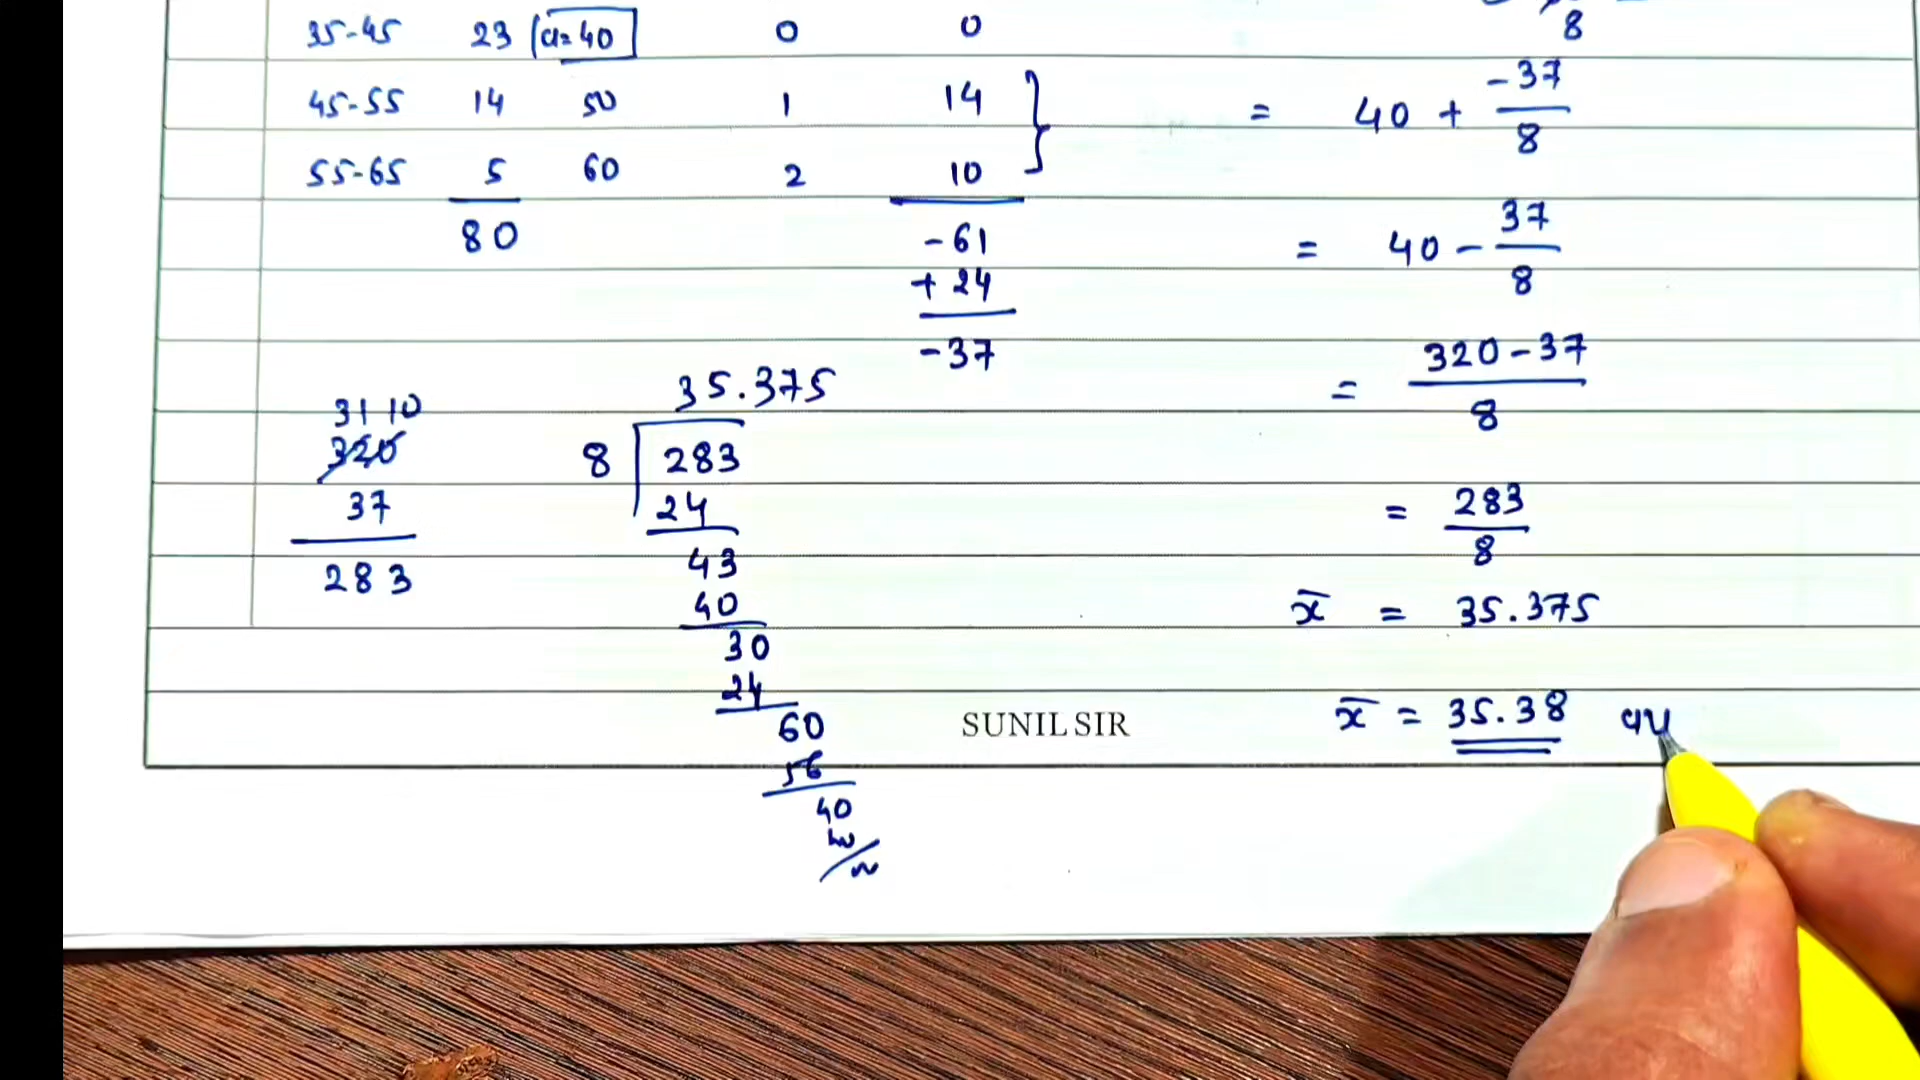 8
35-45 23 a=40 0 0
45-55 14 50 1 14
55-65 5 60 2 10
80
-61
+24
-37
= 40 + -37/8
= 40 - 37/8
= 320-37/8
= 283/8
x̄ = 35.375
x̄ = 35.38
31 10
320
37
283
35.375
8 283
24
43
40
30
24
60
56
40
SUNIL SIR